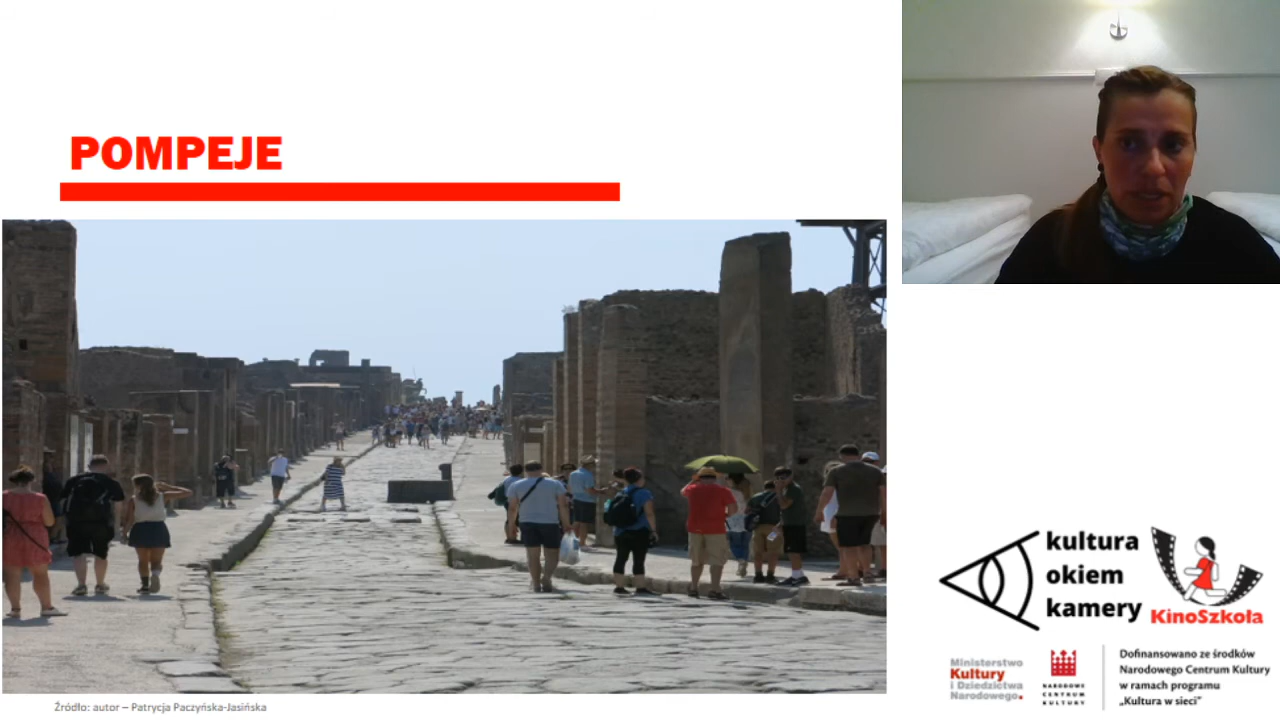 POMPEJE
kultura
okiem
kamery
KinoSzkoła
Ministerstwo
Kultury
i Dziedzictwa
Narodowego.
NARODOWE
CENTRUM
KULTURY
Dofinansowano ze środków
Narodowego Centrum Kultury
w ramach programu
„Kultura w sieci”
Źródło: autor – Patrycja Paczyńska-Jasińska